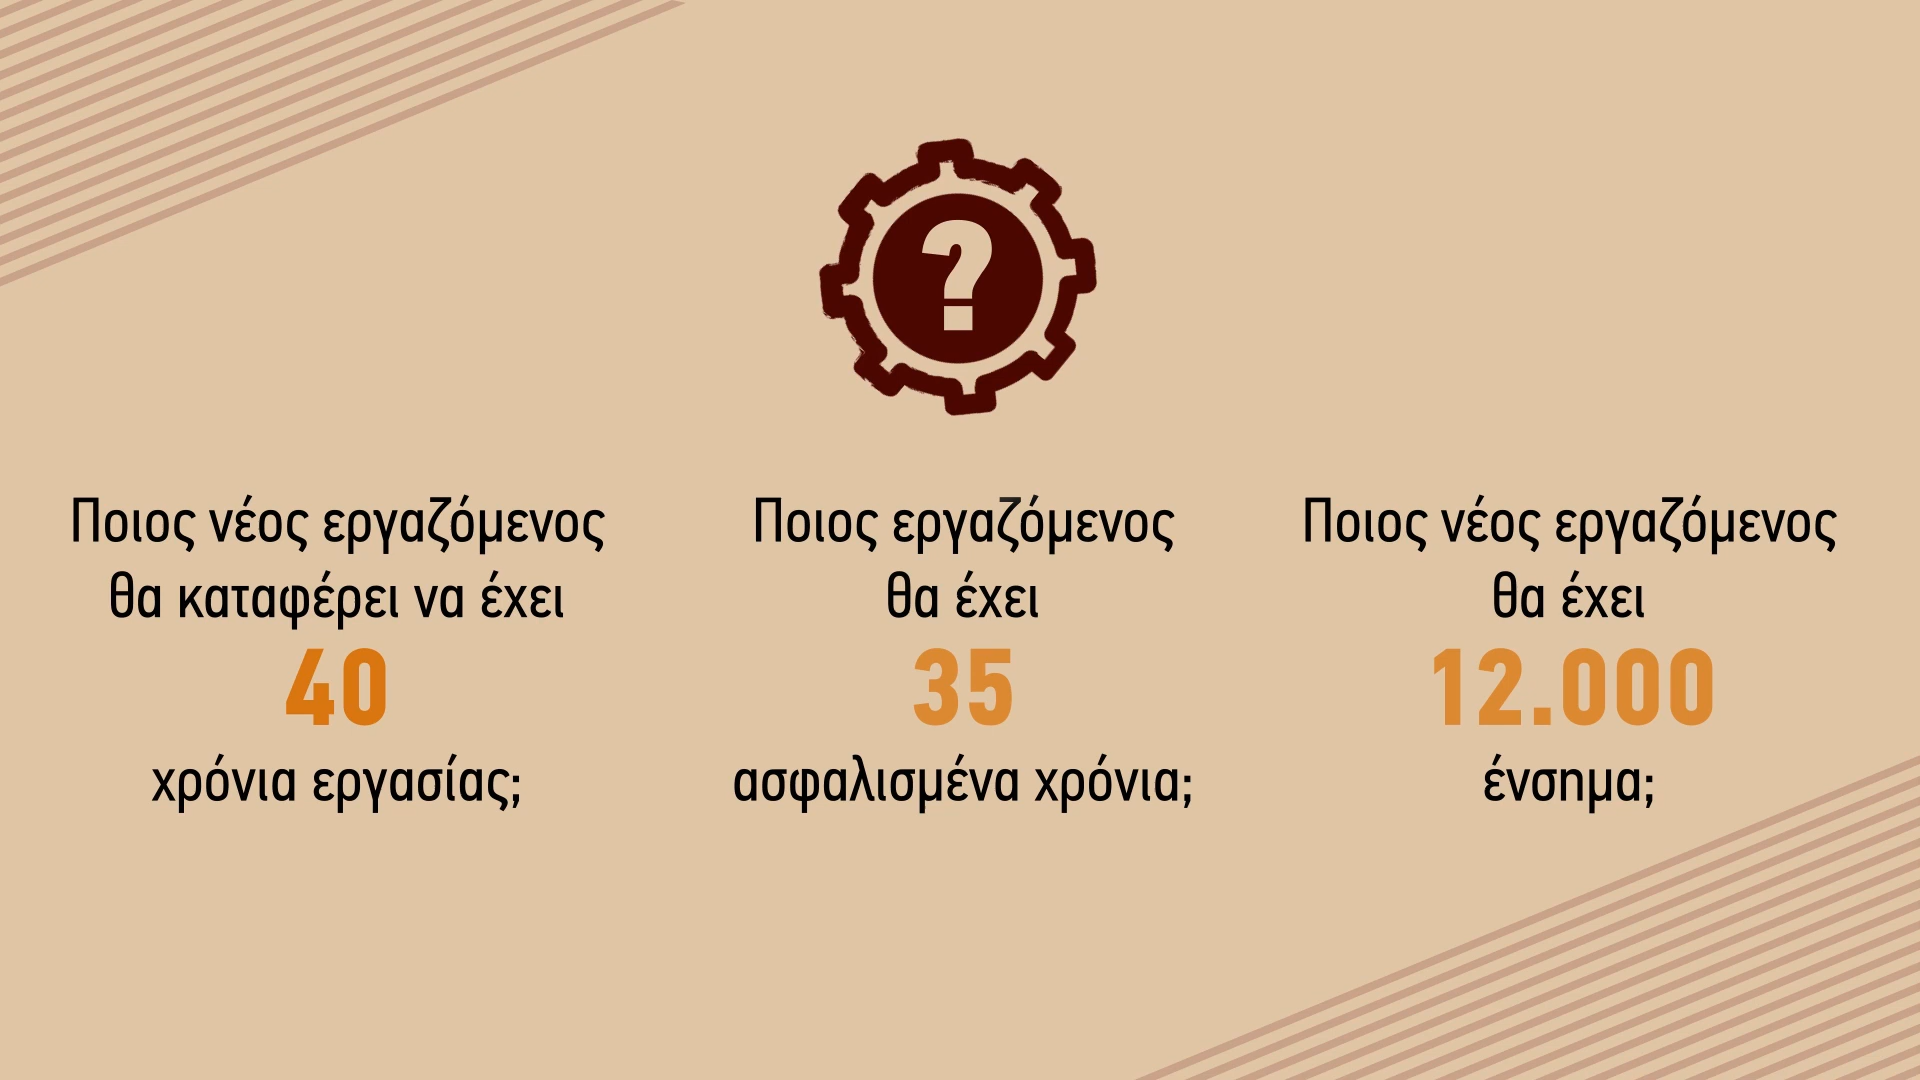 ?
Ποιος νέος εργαζόμενος
θα καταφέρει να έχει
40
χρόνια εργασίας;
Ποιος εργαζόμενος
θα έχει
35
ασφαλισμένα χρόνια;
Ποιος νέος εργαζόμενος
θα έχει
12.000
ένσημα;